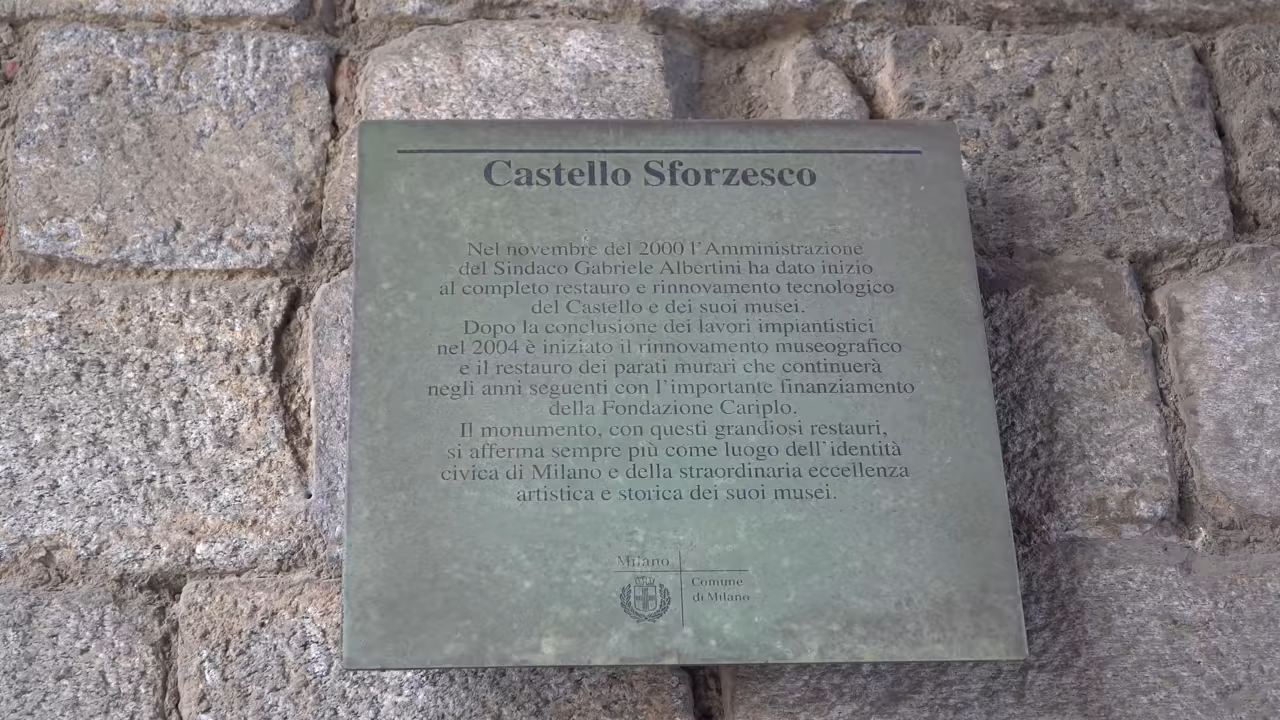 Castello Sforzesco
Nel novembre del 2000 l'Amministrazione
del Sindaco Gabriele Albertini ha dato inizio
al completo restauro e rinnovamento tecnologico
del Castello e dei suoi musei.
Dopo la conclusione dei lavori impiantistici
nel 2004 è iniziato il rinnovamento museografico
e il restauro dei parati murari che continuerà
negli anni seguenti con l'importante finanziamento
della Fondazione Cariplo.
Il monumento, con questi grandiosi restauri,
si afferma sempre più come luogo dell'identità
civica di Milano e della straordinaria eccellenza
artistica e storica dei suoi musei.
Milano
Comune
di Milano